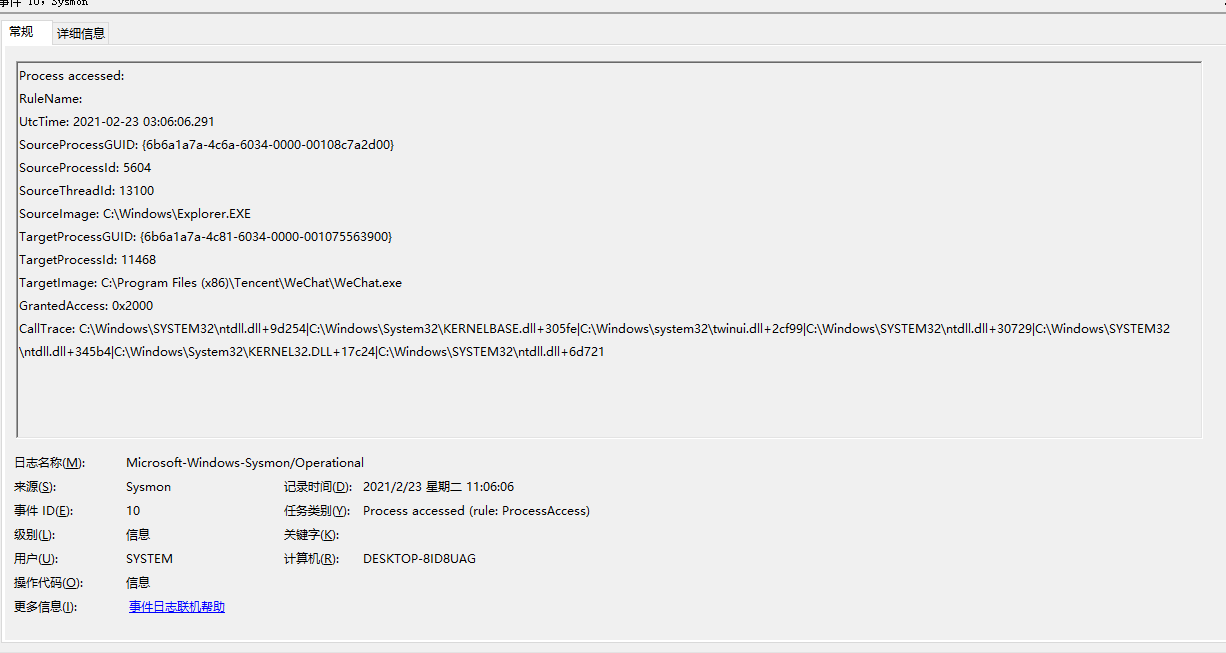 事件 10，Sysmon
常规
详细信息
Process accessed:
RuleName:
UtcTime: 2021-02-23 03:06:06.291
SourceProcessGUID: {6b6a1a7a-4c6a-6034-0000-00108c7a2d00}
SourceProcessId: 5604
SourceThreadId: 13100
SourceImage: C:\Windows\Explorer.EXE
TargetProcessGUID: {6b6a1a7a-4c81-6034-0000-001075563900}
TargetProcessId: 11468
TargetImage: C:\Program Files (x86)\Tencent\WeChat\WeChat.exe
GrantedAccess: 0x2000
CallTrace: C:\Windows\SYSTEM32\ntdll.dll+9d254|C:\Windows\System32\KERNELBASE.dll+305fe|C:\Windows\system32\twinui.dll+2cf99|C:\Windows\SYSTEM32\ntdll.dll+30729|C:\Windows\SYSTEM32
\ntdll.dll+345b4|C:\Windows\System32\KERNEL32.DLL+17c24|C:\Windows\SYSTEM32\ntdll.dll+6d721
日志名称(M): Microsoft-Windows-Sysmon/Operational
来源(S): Sysmon 记录时间(D): 2021/2/23 星期二 11:06:06
事件 ID(E): 10 任务类别(Y): Process accessed (rule: ProcessAccess)
级别(L): 信息 关键字(K):
用户(U): SYSTEM 计算机(R): DESKTOP-8ID8UAG
操作代码(O): 信息
更多信息(I): 事件日志联机帮助